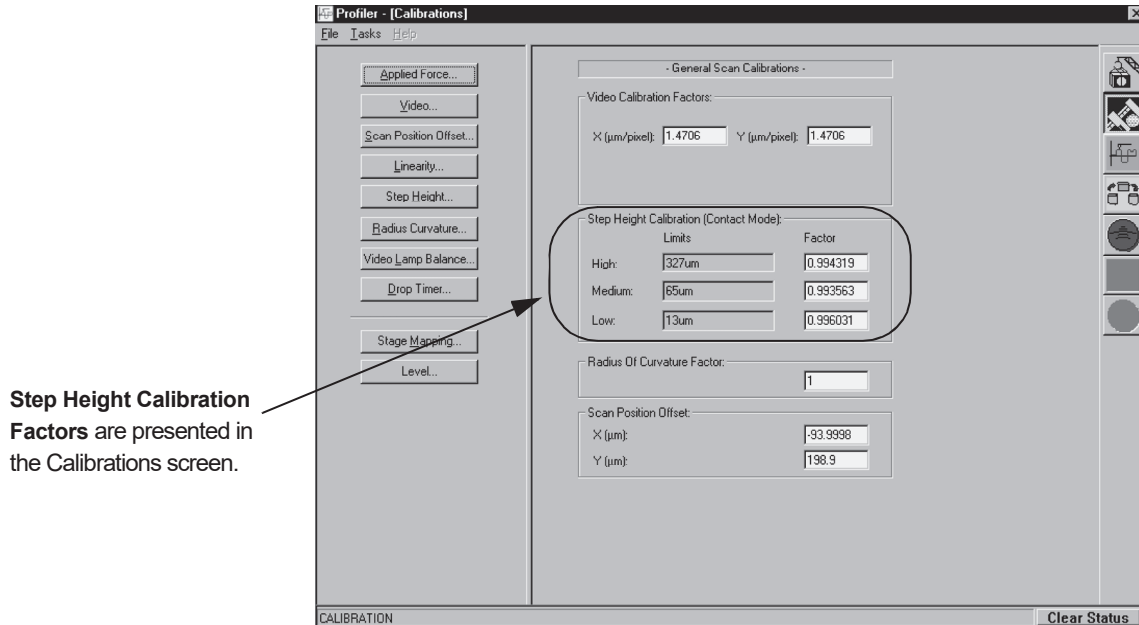 Profiler - [Calibrations]
File Tasks Help
Applied Force...
Video...
Scan Position Offset...
Linearity...
Step Height...
Radius Curvature...
Video Lamp Balance...
Drop Timer...
Stage Mapping...
Level...
- General Scan Calibrations -
Video Calibration Factors:
X (µm/pixel): 1.4706 Y (µm/pixel): 1.4706
Step Height Calibration (Contact Mode):
Limits Factor
High: 327um 0.994319
Medium: 65um 0.993563
Low: 13um 0.996031
Radius Of Curvature Factor:
1
Scan Position Offset:
X (µm): -93.9998
Y (µm): 198.9
CALIBRATION Clear Status
Step Height Calibration
Factors are presented in
the Calibrations screen.